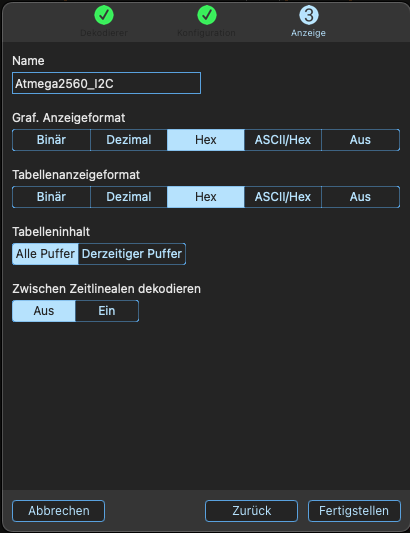 3
Dekodierer Konfiguration Anzeige
Name
Atmega2560_I2C
Graf. Anzeigeformat
Binär Dezimal Hex ASCII/Hex Aus
Tabellenanzeigeformat
Binär Dezimal Hex ASCII/Hex Aus
Tabelleninhalt
Alle Puffer Derzeitiger Puffer
Zwischen Zeitlinealen dekodieren
Aus Ein
Abbrechen Zurück Fertigstellen